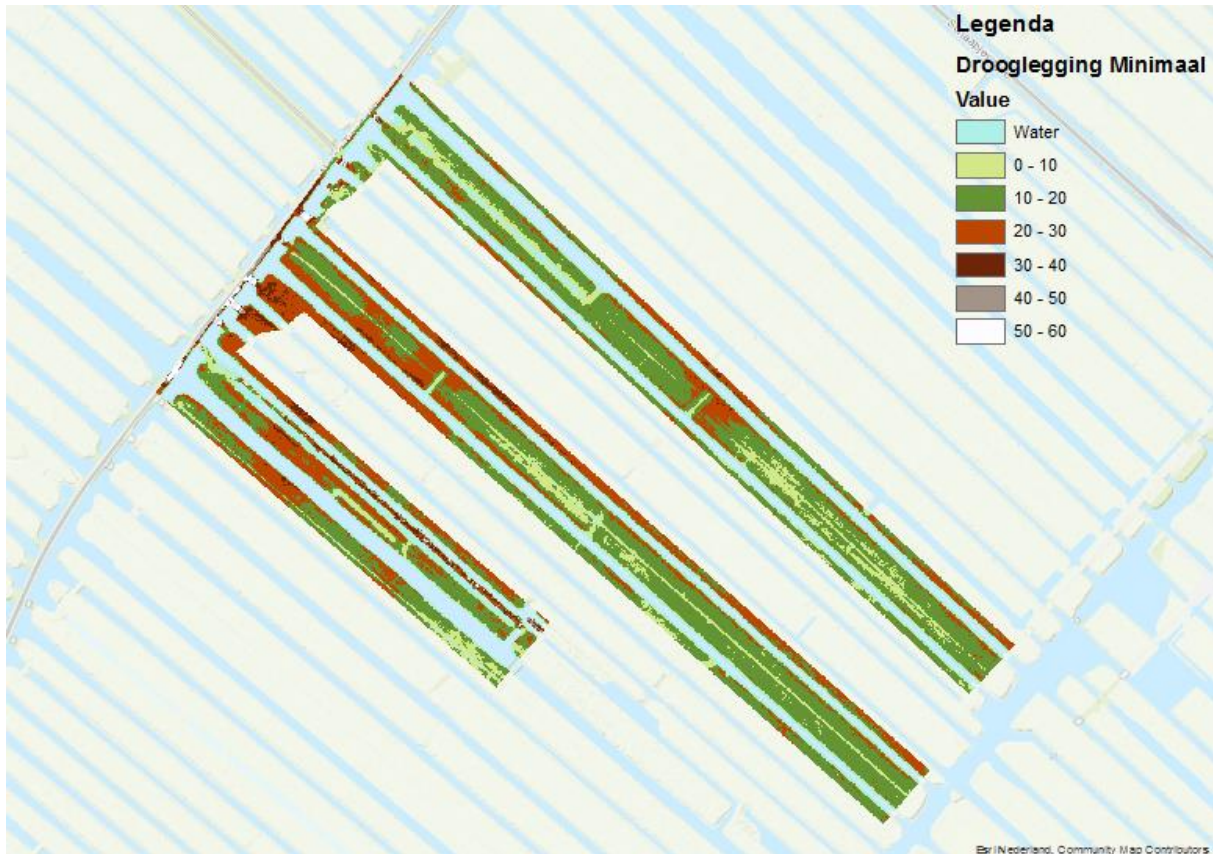 Legenda
Drooglegging Minimaal
Value
Water
0 - 10
10 - 20
20 - 30
30 - 40
40 - 50
50 - 60
Esri Nederland, Community Map Contributors